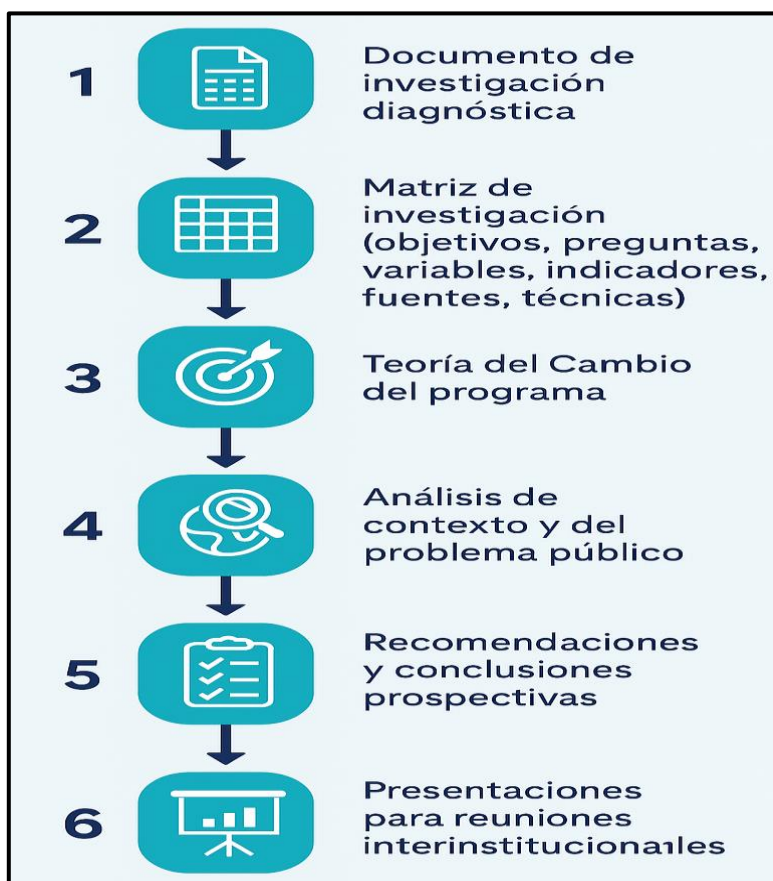 1
Documento de
investigación
diagnóstica
2
Matriz de
investigación
(objetivos, preguntas,
variables, indicadores,
fuentes, técnicas)
3
Teoría del Cambio
del programa
4
Análisis de
contexto y del
problema público
5
Recomendaciones
y conclusiones
prospectivas
6
Presentaciones
para reuniones
interinstitucionaıles